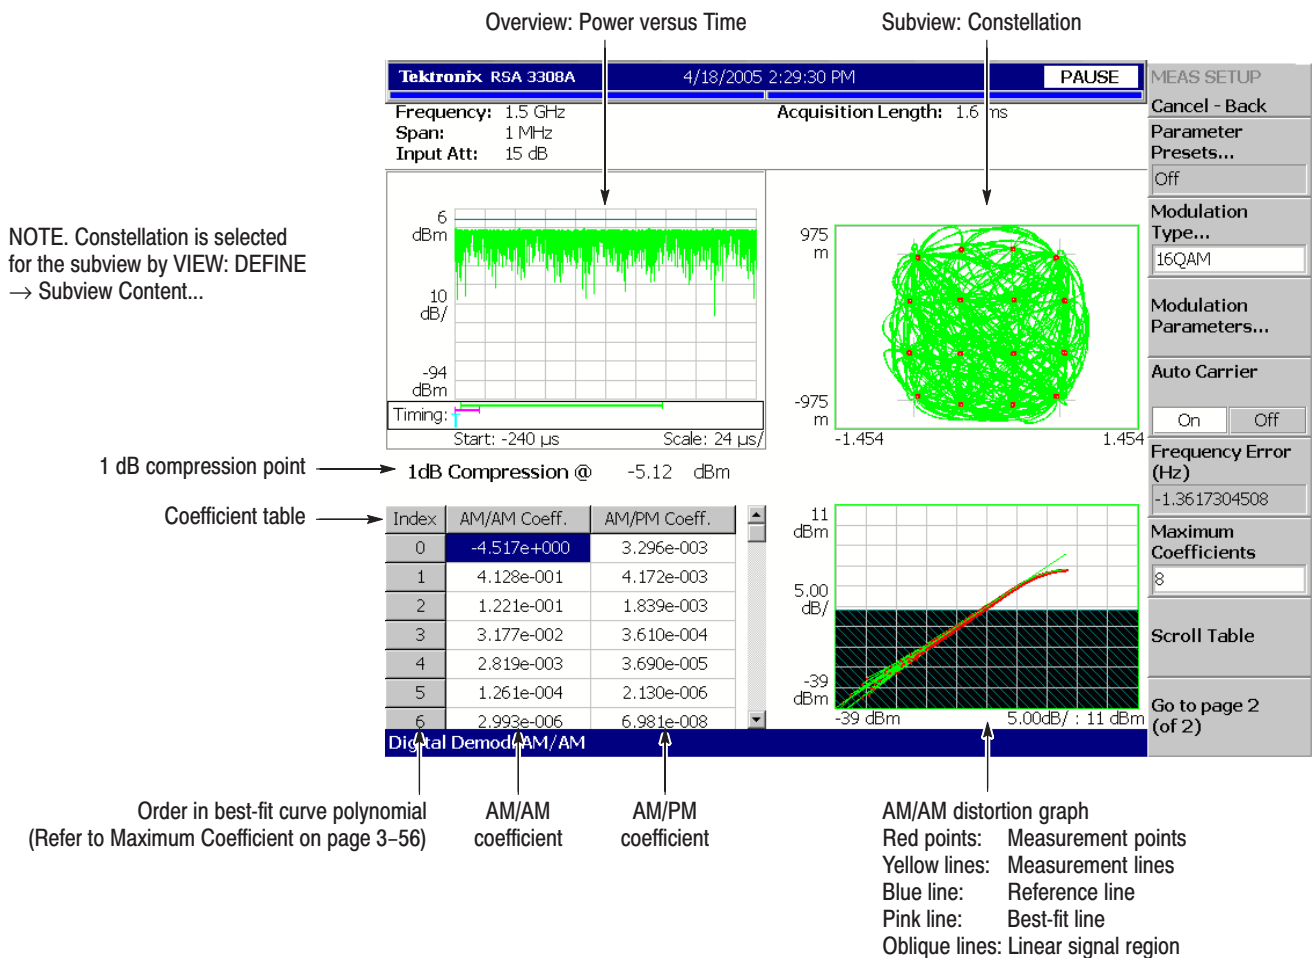 Overview: Power versus Time
Subview: Constellation
Tektronix RSA 3308A
4/18/2005 2:29:30 PM
PAUSE
MEAS SETUP
Cancel - Back
Frequency: 1.5 GHz
Acquisition Length: 1.6 ms
Span: 1 MHz
Input Att: 15 dB
Parameter
Presets...
Off
NOTE. Constellation is selected
for the subview by VIEW: DEFINE
→ Subview Content...
6
dBm
10
dB/
-94
dBm
Timing:
T
Start: -240 µs
Scale: 24 µs/
975
m
-975
m
-1.454
1.454
Modulation
Type...
16QAM
Modulation
Parameters...
Auto Carrier
On Off
Frequency Error
(Hz)
-1.3617304508
Maximum
Coefficients
8
Scroll Table
Go to page 2
(of 2)
1 dB compression point
1dB Compression @ -5.12 dBm
Coefficient table
Index AM/AM Coeff. AM/PM Coeff.
0 -4.517e+000 3.296e-003
1 4.128e-001 4.172e-003
2 1.221e-001 1.839e-003
3 3.177e-002 3.610e-004
4 2.819e-003 3.690e-005
5 1.261e-004 2.130e-006
6 2.993e-006 6.981e-008
11
dBm
5.00
dB/
-39
dBm
-39 dBm
5.00dB/ : 11 dBm
Digital Demod: AM/AM
Order in best-fit curve polynomial
(Refer to Maximum Coefficient on page 3–56)
AM/AM
coefficient
AM/PM
coefficient
AM/AM distortion graph
Red points: Measurement points
Yellow lines: Measurement lines
Blue line: Reference line
Pink line: Best-fit line
Oblique lines: Linear signal region